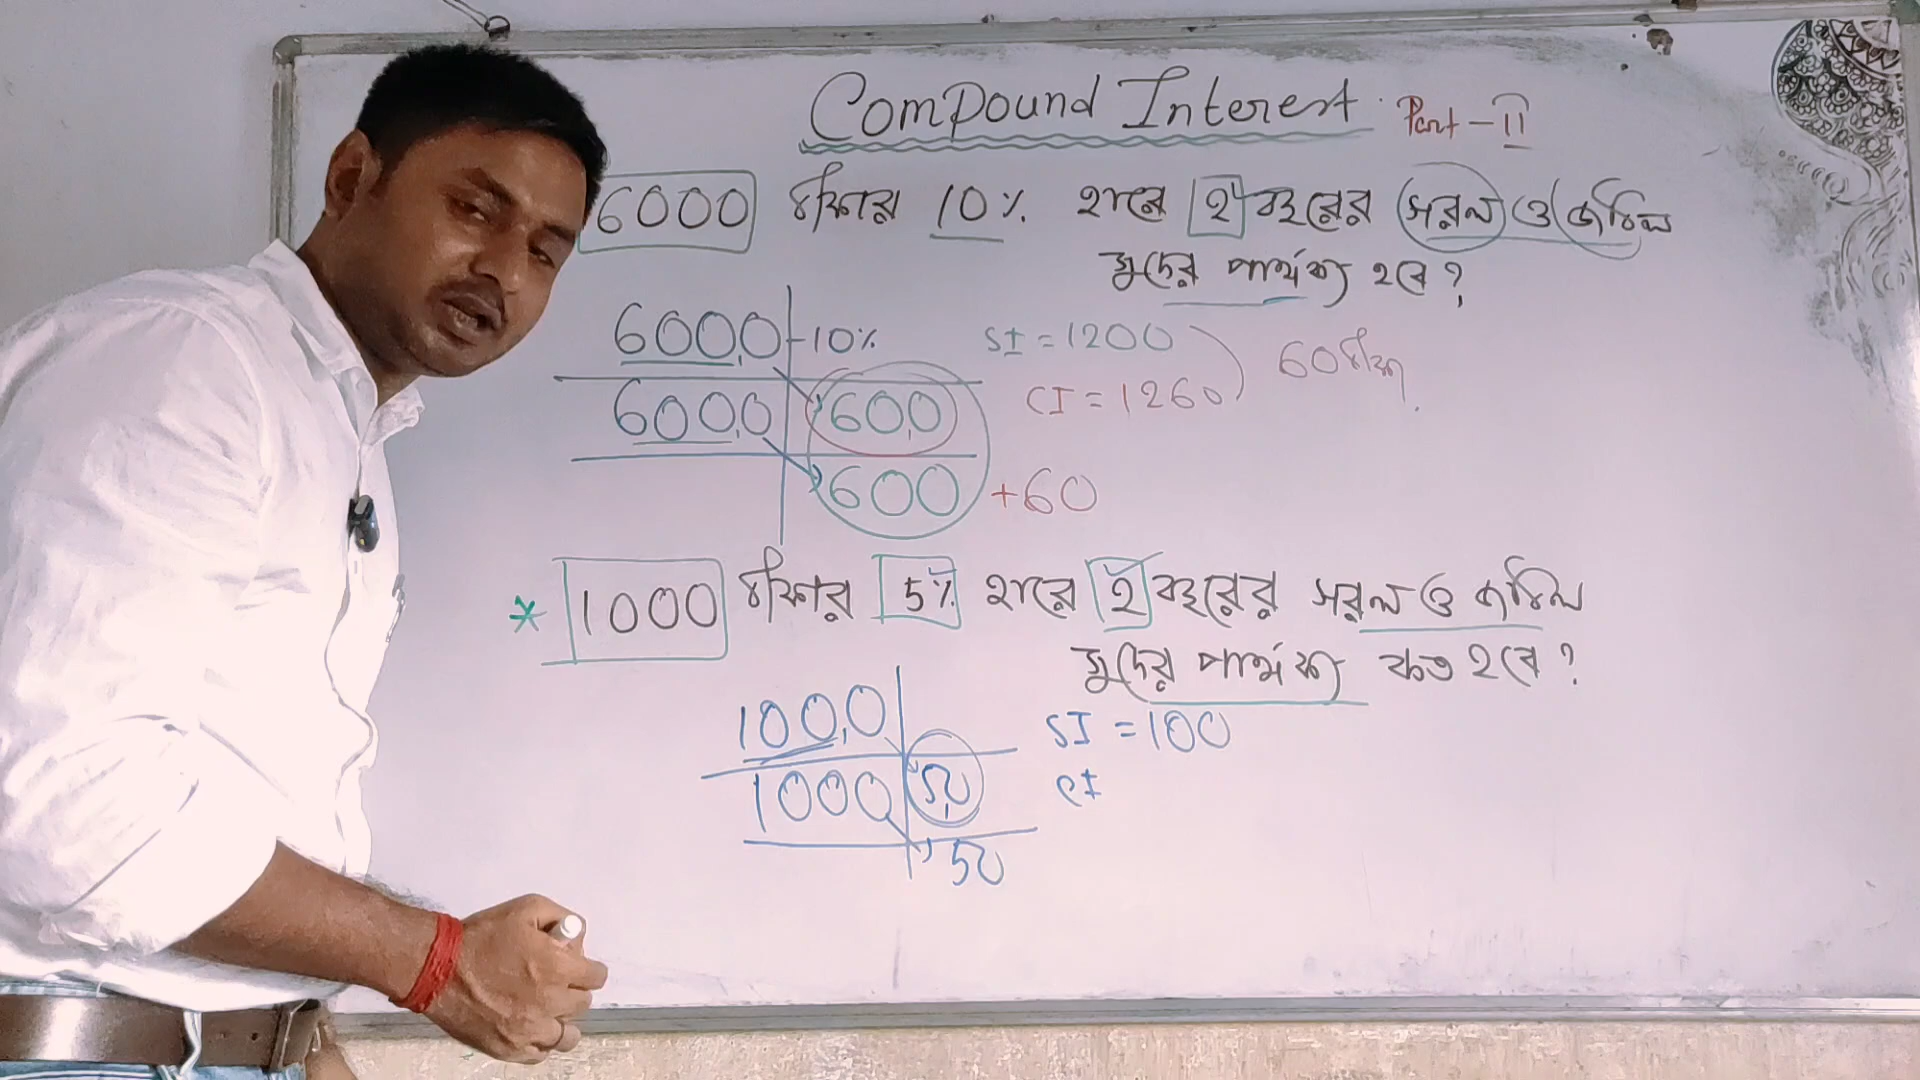 Compound Interest. Part-II
6000 টাকার 10% হারে 2 বছরের সরল ও জটিল
সুদের পার্থক্য হবে?
6000 10%
6000 600
600 +60
SI = 1200
CI = 1260
60 টাকা
* 1000 টাকার 5% হারে 2 বছরের সরল ও জটিল
সুদের পার্থক্য কত হবে?
1000
1000 50
50
SI = 100
CI